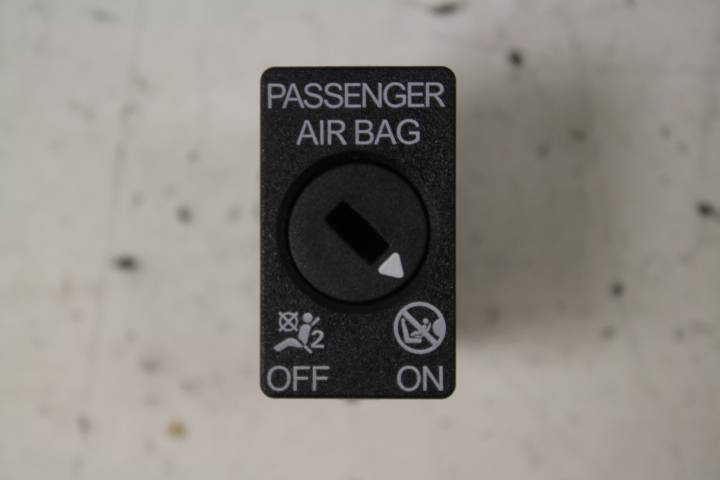 PASSENGER
AIR BAG
2
OFF ON